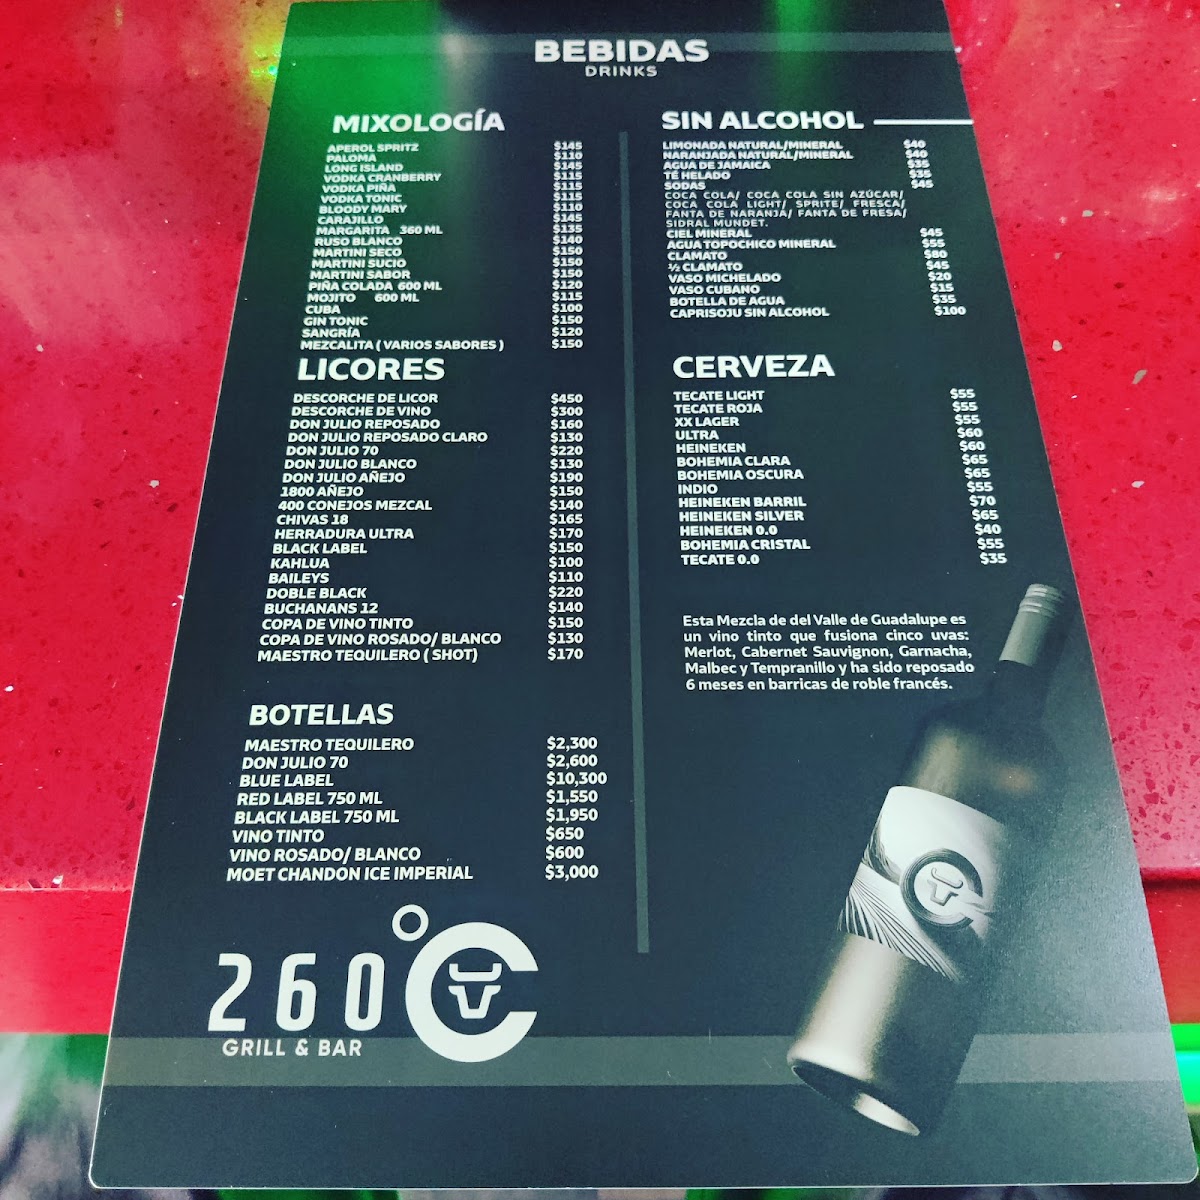 BEBIDAS
DRINKS
MIXOLOGÍA
APEROL SPRITZ $145
PALOMA $110
LONG ISLAND $145
VODKA CRANBERRY $115
VODKA PIÑA $115
VODKA TONIC $115
BLOODY MARY $110
CARAJILLO $145
MARGARITA 360 ML $135
RUSO BLANCO $140
MARTINI SECO $150
MARTINI SUCIO $150
MARTINI SABOR $150
PIÑA COLADA 600 ML $120
MOJITO 600 ML $115
CUBA $100
GIN TONIC $150
SANGRÍA $120
MEZCALITA ( VARIOS SABORES ) $150
LICORES
DESCORCHE DE LICOR $450
DESCORCHE DE VINO $300
DON JULIO REPOSADO $160
DON JULIO REPOSADO CLARO $130
DON JULIO 70 $220
DON JULIO BLANCO $130
DON JULIO AÑEJO $190
1800 AÑEJO $150
400 CONEJOS MEZCAL $140
CHIVAS 18 $165
HERRADURA ULTRA $170
BLACK LABEL $150
KAHLUA $100
BAILEYS $110
DOBLE BLACK $220
BUCHANANS 12 $140
COPA DE VINO TINTO $150
COPA DE VINO ROSADO/ BLANCO $130
MAESTRO TEQUILERO ( SHOT) $170
BOTELLAS
MAESTRO TEQUILERO $2,300
DON JULIO 70 $2,600
BLUE LABEL $10,300
RED LABEL 750 ML $1,550
BLACK LABEL 750 ML $1,950
VINO TINTO $650
VINO ROSADO/ BLANCO $600
MOET CHANDON ICE IMPERIAL $3,000
260°C
GRILL & BAR
SIN ALCOHOL
LIMONADA NATURAL/MINERAL $40
NARANJADA NATURAL/MINERAL $40
AGUA DE JAMAICA $35
TÉ HELADO $35
SODAS $45
COCA COLA/ COCA COLA SIN AZÚCAR/
COCA COLA LIGHT/ SPRITE/ FRESCA/
FANTA DE NARANJA/ FANTA DE FRESA/
SIDRAL MUNDET.
CIEL MINERAL $45
AGUA TOPOCHICO MINERAL $55
CLAMATO $80
½ CLAMATO $45
VASO MICHELADO $20
VASO CUBANO $15
BOTELLA DE AGUA $35
CAPRISOJU SIN ALCOHOL $100
CERVEZA
TECATE LIGHT $55
TECATE ROJA $55
XX LAGER $55
ULTRA $60
HEINEKEN $60
BOHEMIA CLARA $65
BOHEMIA OSCURA $65
INDIO $55
HEINEKEN BARRIL $70
HEINEKEN SILVER $65
HEINEKEN 0.0 $40
BOHEMIA CRISTAL $55
TECATE 0.0 $35
Esta Mezcla de del Valle de Guadalupe es
un vino tinto que fusiona cinco uvas:
Merlot, Cabernet Sauvignon, Garnacha,
Malbec y Tempranillo y ha sido reposado
6 meses en barricas de roble francés.